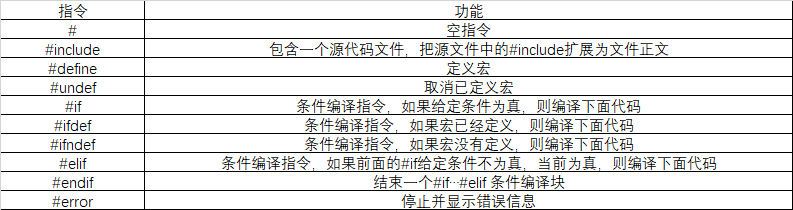 指令 功能
# 空指令
#include 包含一个源代码文件，把源文件中的#include扩展为文件正文
#define 定义宏
#undef 取消已定义宏
#if 条件编译指令，如果给定条件为真，则编译下面代码
#ifdef 条件编译指令，如果宏已经定义，则编译下面代码
#ifndef 条件编译指令，如果宏没有定义，则编译下面代码
#elif 条件编译指令，如果前面的#if给定条件不为真，当前为真，则编译下面代码
#endif 结束一个#if…#elif 条件编译块
#error 停止并显示错误信息